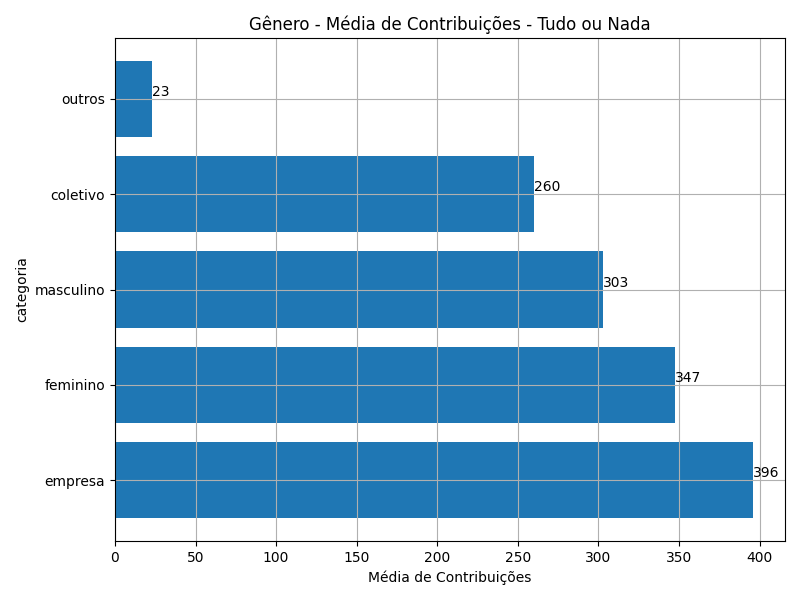 Gênero - Média de Contribuições - Tudo ou Nada
outros
23
coletivo
260
masculino
303
feminino
347
empresa
396
categoria
0 50 100 150 200 250 300 350 400
Média de Contribuições